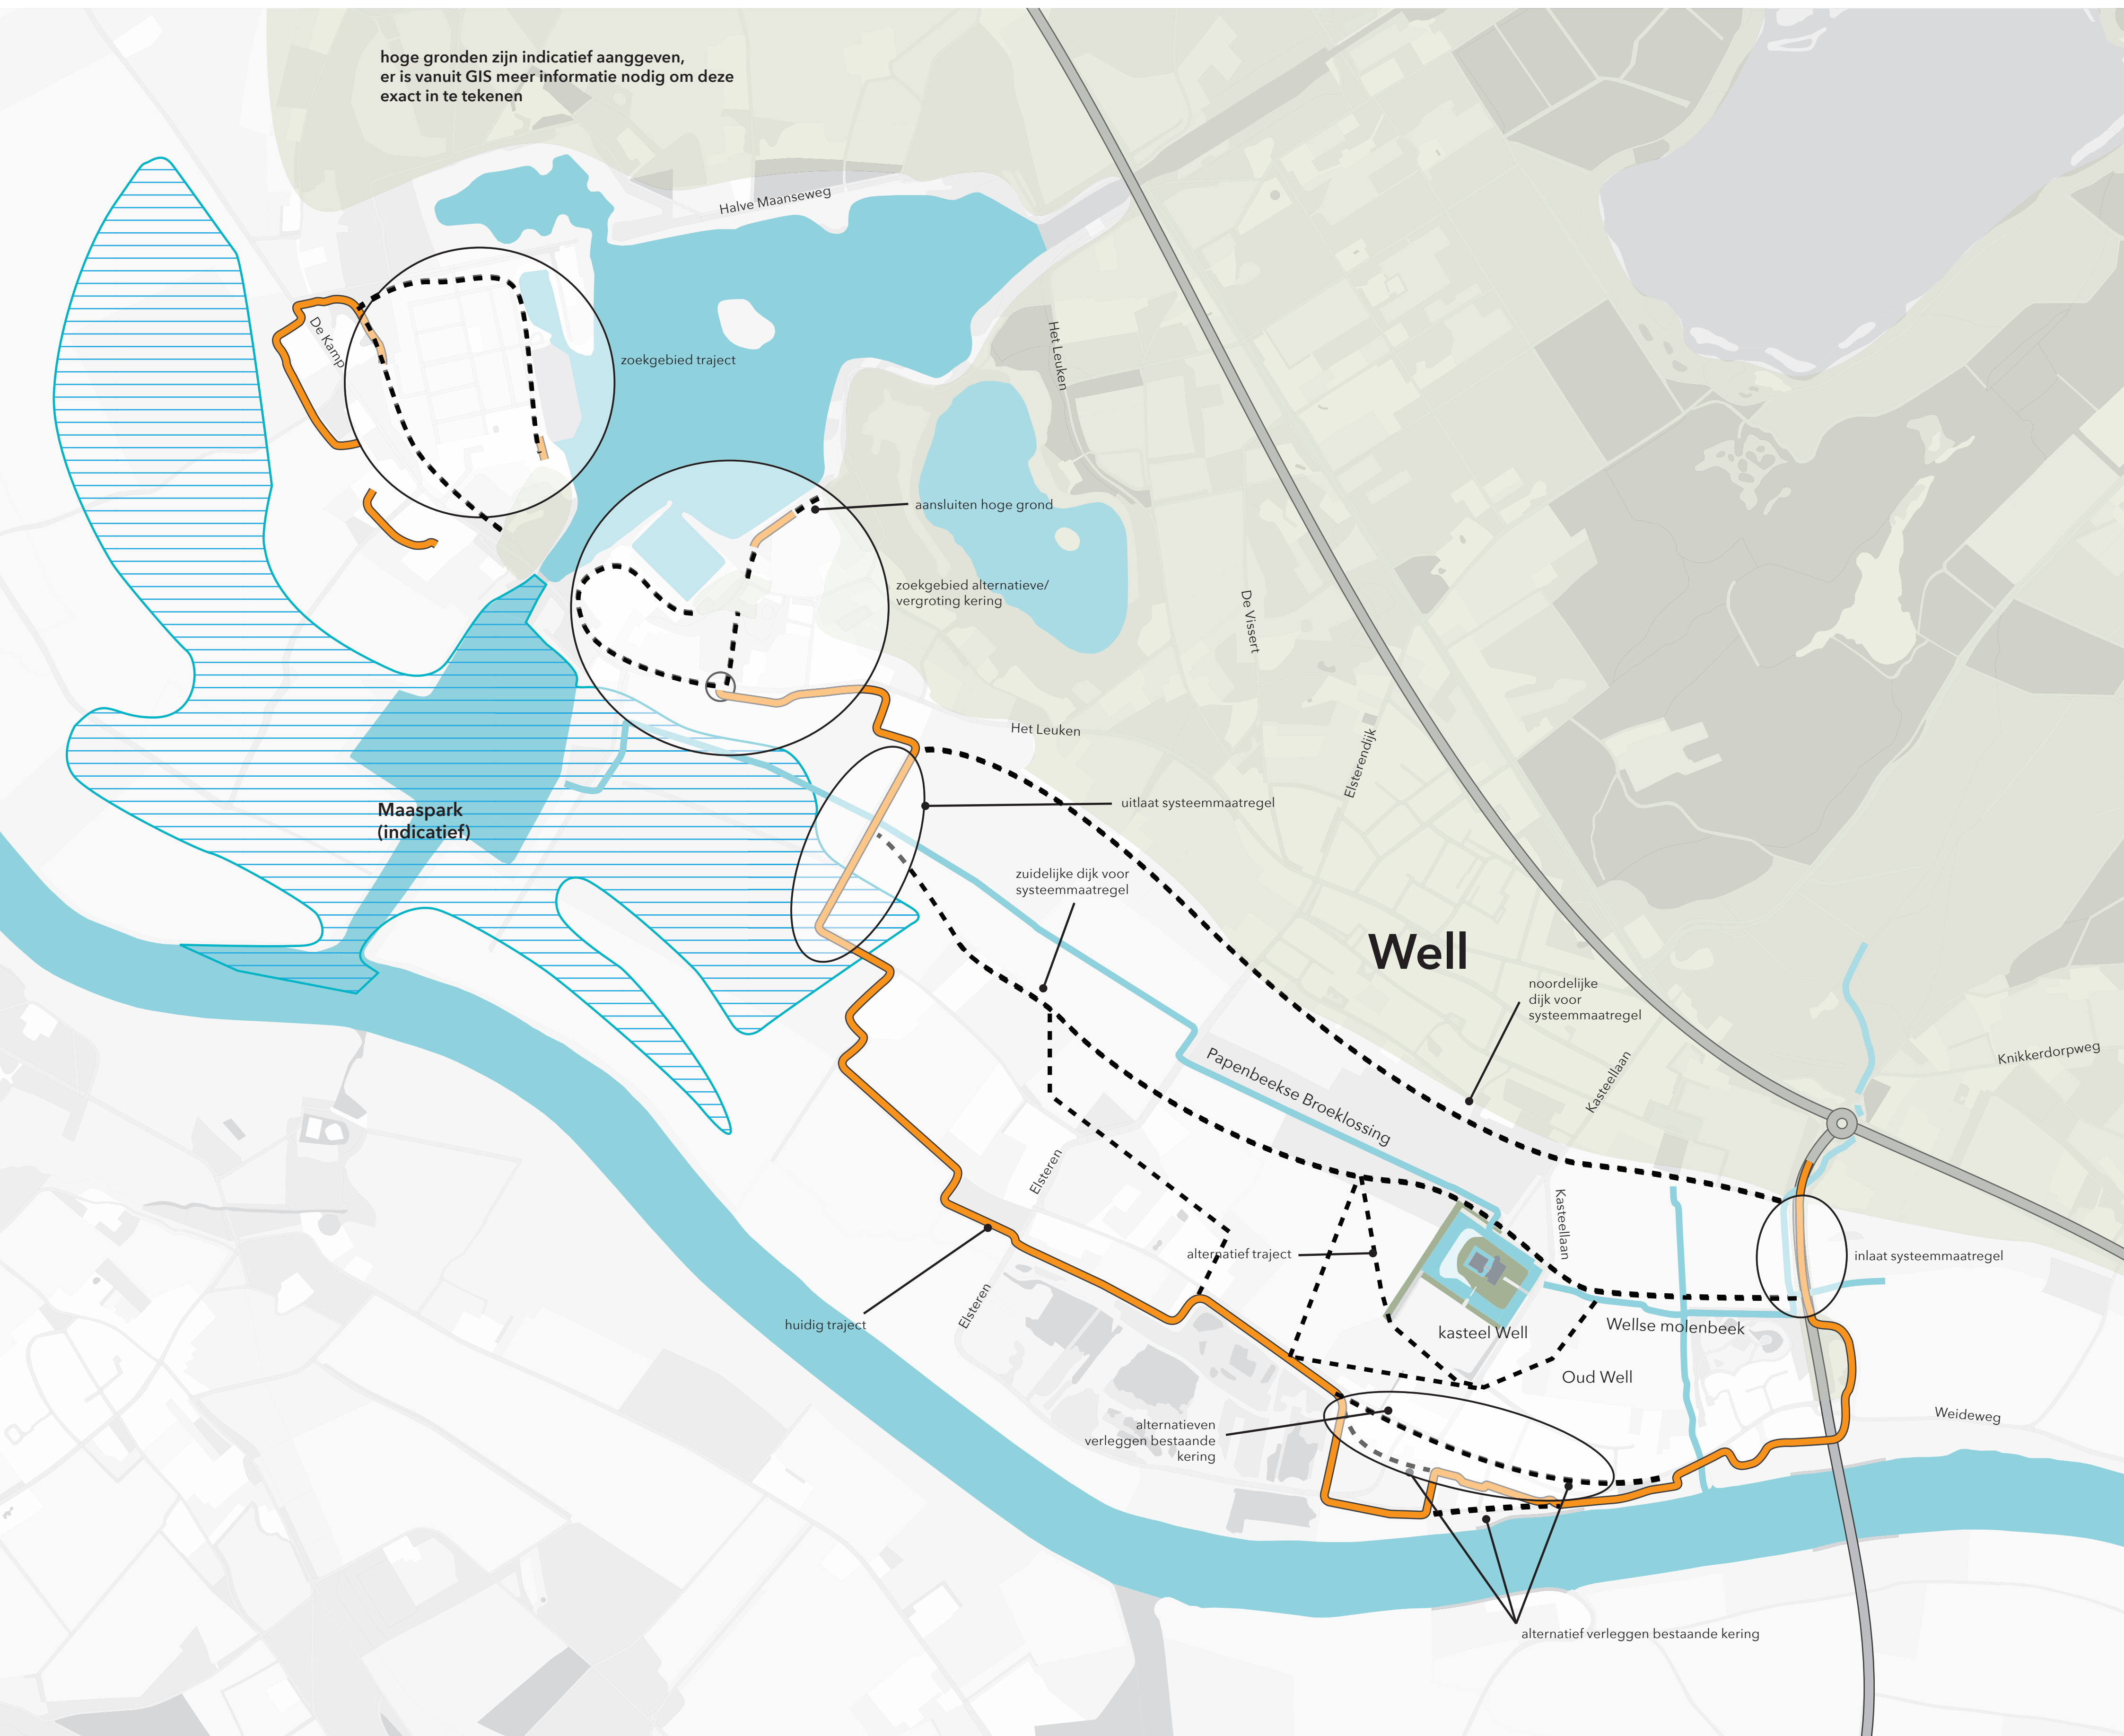 hoge gronden zijn indicatief aanggeven,
er is vanuit GIS meer informatie nodig om deze
exact in te tekenen
Halve Maanseweg
De Kamp
zoekgebied traject
Het Leuken
aansluiten hoge grond
zoekgebied alternatieve/
vergroting kering
De Vissert
Het Leuken
Elsterendijk
Maaspark
(indicatief)
uitlaat systeemmaatregel
zuidelijke dijk voor
systeemmaatregel
Well
noordelijke
dijk voor
systeemmaatregel
Papenbeekse Broeklossing
Kasteellaan
Knikkerdorpweg
Elsteren
Kasteellaan
alternatief traject
inlaat systeemmaatregel
Elsteren
huidig traject
kasteel Well
Wellse molenbeek
Oud Well
alternatieven
verleggen bestaande
kering
Weideweg
alternatief verleggen bestaande kering